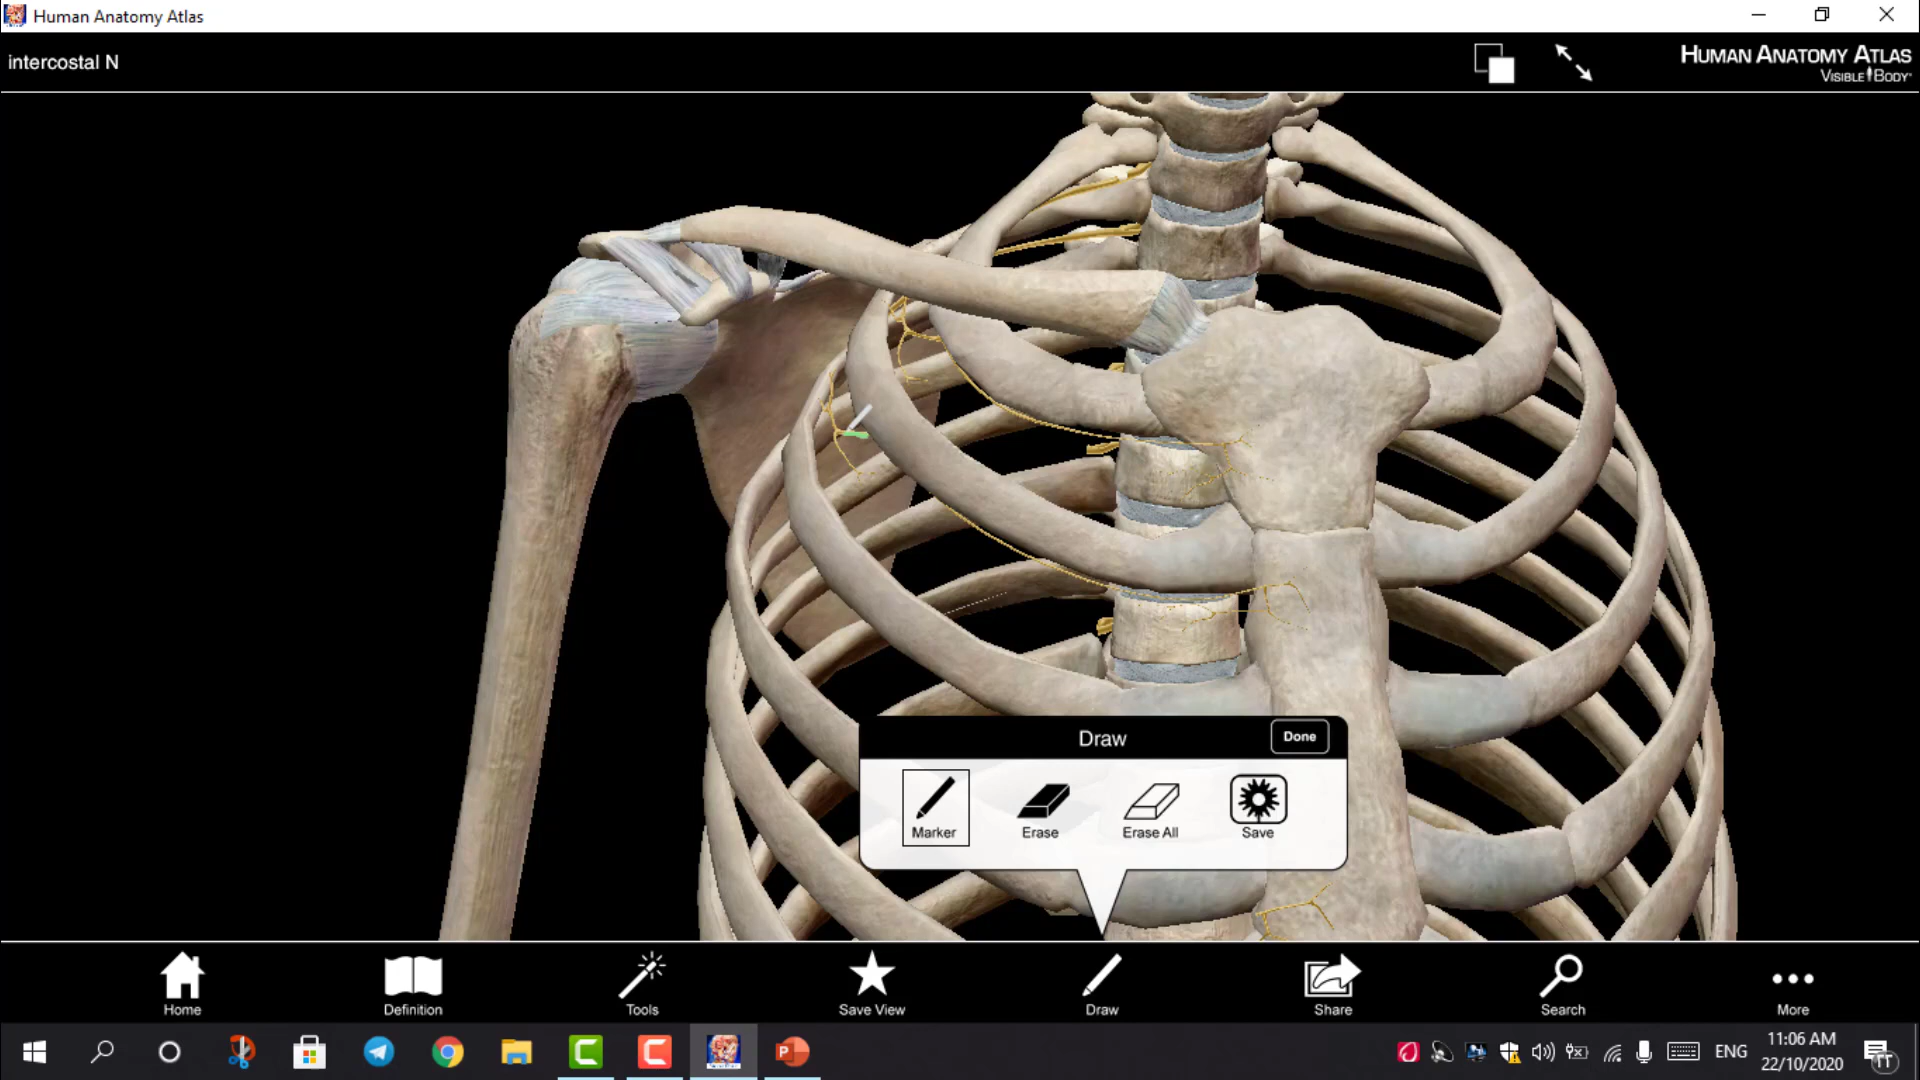 Human Anatomy Atlas
intercostal N
HUMAN ANATOMY ATLAS
VISIBLE BODY
Draw
Done
Marker
Erase
Erase All
Save
Home
Definition
Tools
Save View
Draw
Share
Search
More
ENG
11:06 AM
22/10/2020